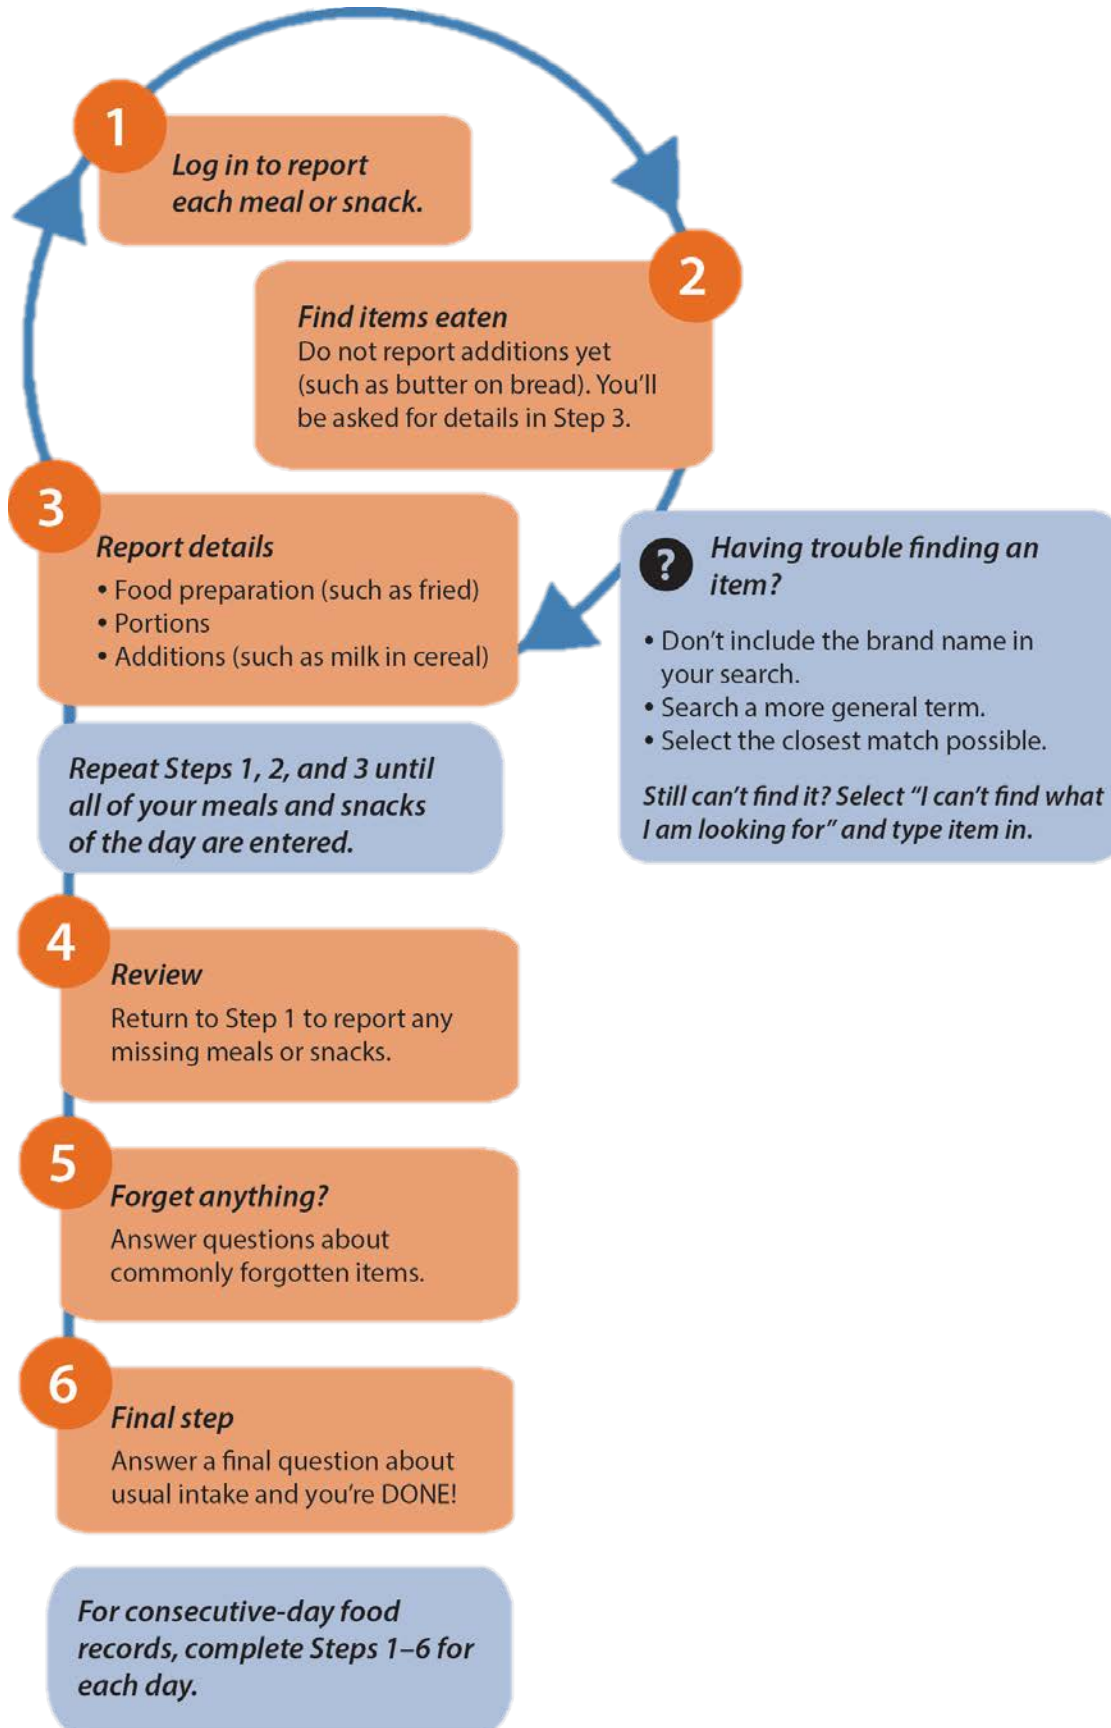 1
Log in to report
each meal or snack.
2
Find items eaten
Do not report additions yet
(such as butter on bread). You’ll
be asked for details in Step 3.
3
Report details
• Food preparation (such as fried)
• Portions
• Additions (such as milk in cereal)
?
Having trouble finding an
item?
• Don’t include the brand name in
your search.
• Search a more general term.
• Select the closest match possible.
Still can’t find it? Select “I can’t find what
I am looking for” and type item in.
Repeat Steps 1, 2, and 3 until
all of your meals and snacks
of the day are entered.
4
Review
Return to Step 1 to report any
missing meals or snacks.
5
Forget anything?
Answer questions about
commonly forgotten items.
6
Final step
Answer a final question about
usual intake and you’re DONE!
For consecutive-day food
records, complete Steps 1–6 for
each day.